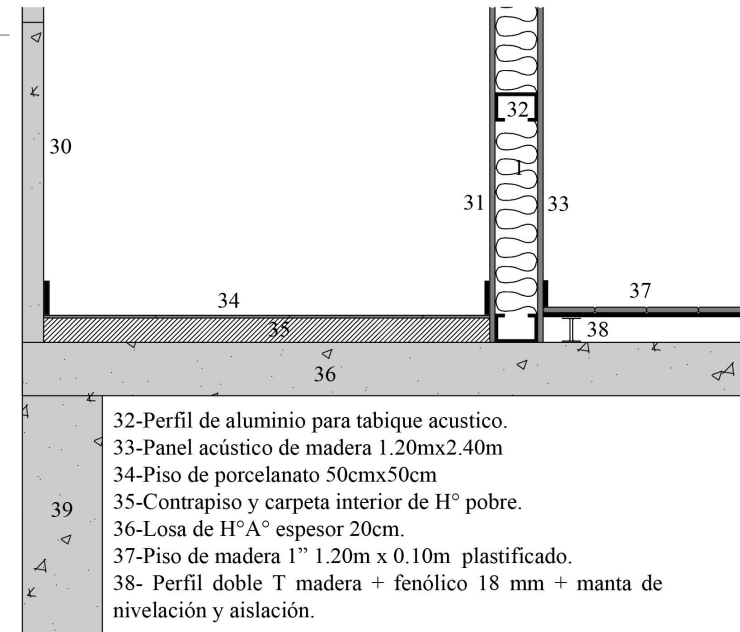 32
30
1
31
33
34
37
35
38
36
39
32-Perfil de aluminio para tabique acustico.
33-Panel acústico de madera 1.20mx2.40m
34-Piso de porcelanato 50cmx50cm
35-Contrapiso y carpeta interior de H° pobre.
36-Losa de H°A° espesor 20cm.
37-Piso de madera 1” 1.20m x 0.10m plastificado.
38- Perfil doble T madera + fenólico 18 mm + manta de
nivelación y aislación.